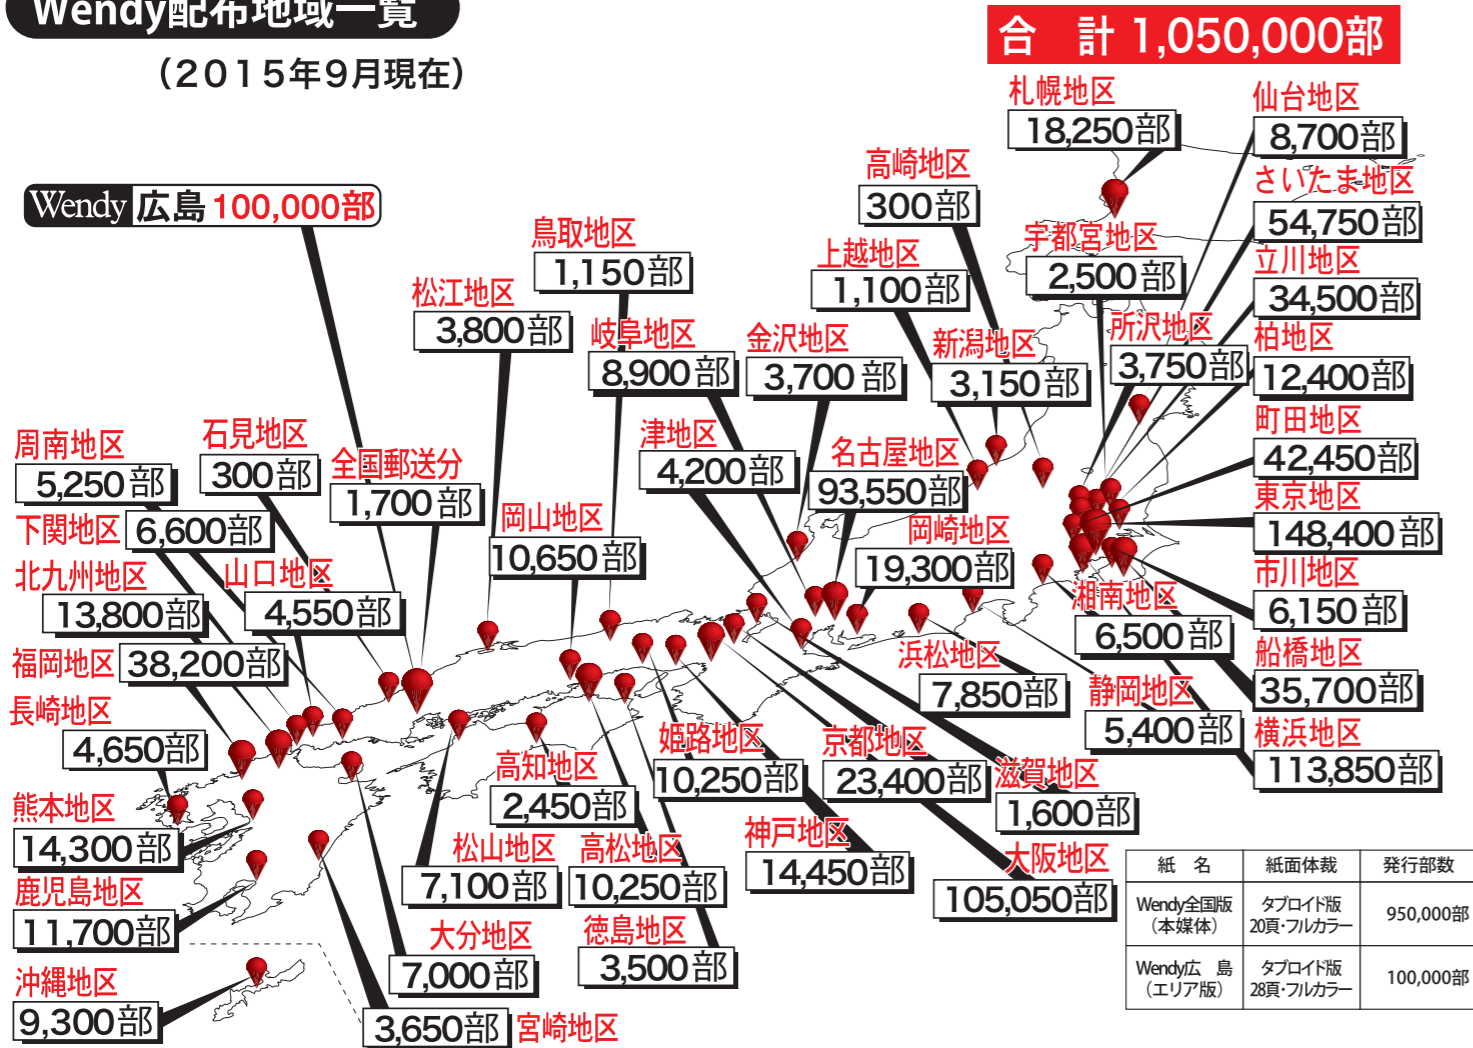 Wendy配布地域一覧
(2015年9月現在)
合 計 1,050,000部
Wendy 広島 100,000部
札幌地区
18,250部
仙台地区
8,700部
高崎地区
300部
さいたま地区
54,750部
鳥取地区
1,150部
宇都宮地区
2,500部
上越地区
1,100部
立川地区
34,500部
松江地区
3,800部
岐阜地区
8,900部
金沢地区
3,700部
新潟地区
3,150部
所沢地区
3,750部
柏地区
12,400部
周南地区
5,250部
石見地区
300部
全国郵送分
1,700部
津地区
4,200部
名古屋地区
93,550部
町田地区
42,450部
下関地区
6,600部
岡山地区
10,650部
岡崎地区
19,300部
東京地区
148,400部
北九州地区
13,800部
山口地区
4,550部
湘南地区
6,500部
市川地区
6,150部
福岡地区
38,200部
浜松地区
7,850部
静岡地区
5,400部
船橋地区
35,700部
長崎地区
4,650部
高知地区
2,450部
姫路地区
10,250部
京都地区
23,400部
滋賀地区
1,600部
横浜地区
113,850部
熊本地区
14,300部
松山地区
7,100部
高松地区
10,250部
神戸地区
14,450部
大阪地区
105,050部
鹿児島地区
11,700部
大分地区
7,000部
徳島地区
3,500部
沖縄地区
9,300部
3,650部
宮崎地区
紙 名 紙面体裁 発行部数
Wendy全国版
(本媒体)
タブロイド版
20頁・フルカラー
950,000部
Wendy広 島
(エリア版)
タブロイド版
28頁・フルカラー
100,000部